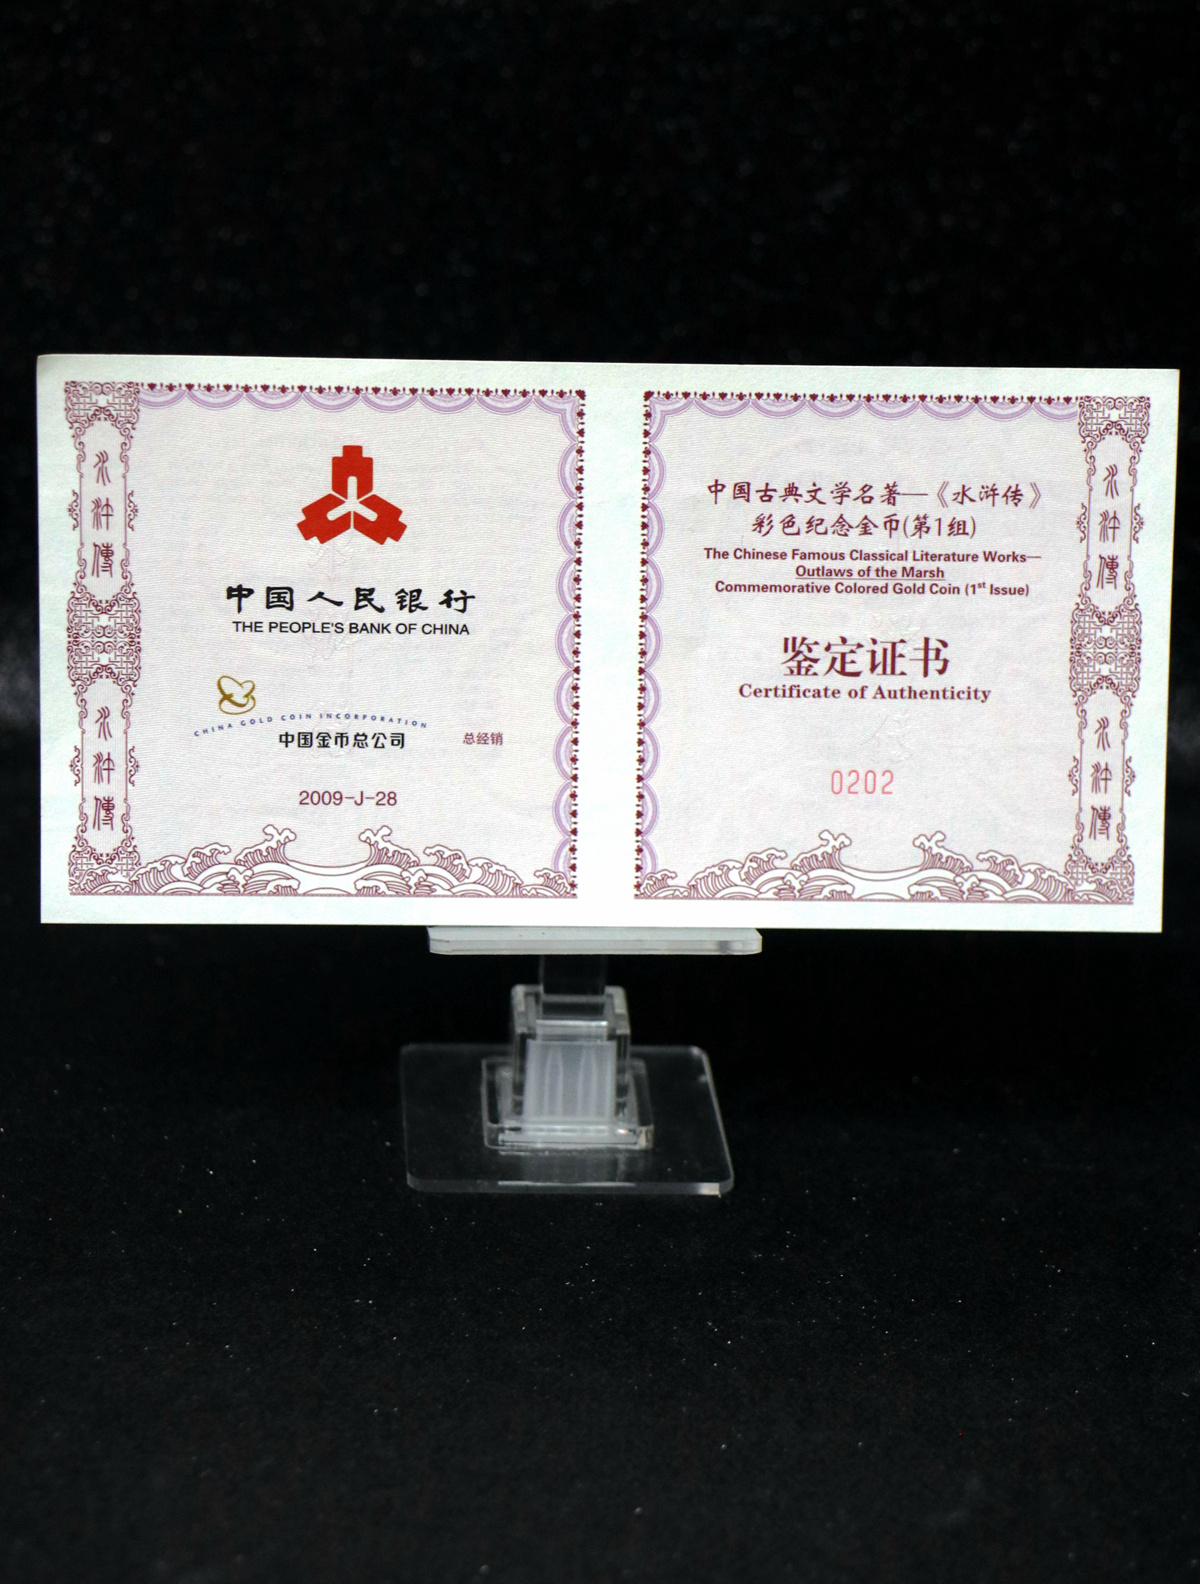 中国人民银行
THE PEOPLE'S BANK OF CHINA
CHINA GOLD COIN INCORPORATION
中国金币总公司 总经销
2009-J-28
水
浒
傳
水
浒
傳
中国古典文学名著—《水浒传》
彩色纪念金币(第1组)
The Chinese Famous Classical Literature Works—
Outlaws of the Marsh
Commemorative Colored Gold Coin (1st Issue)
鉴定证书
Certificate of Authenticity
0202
水
浒
傳
水
浒
傳